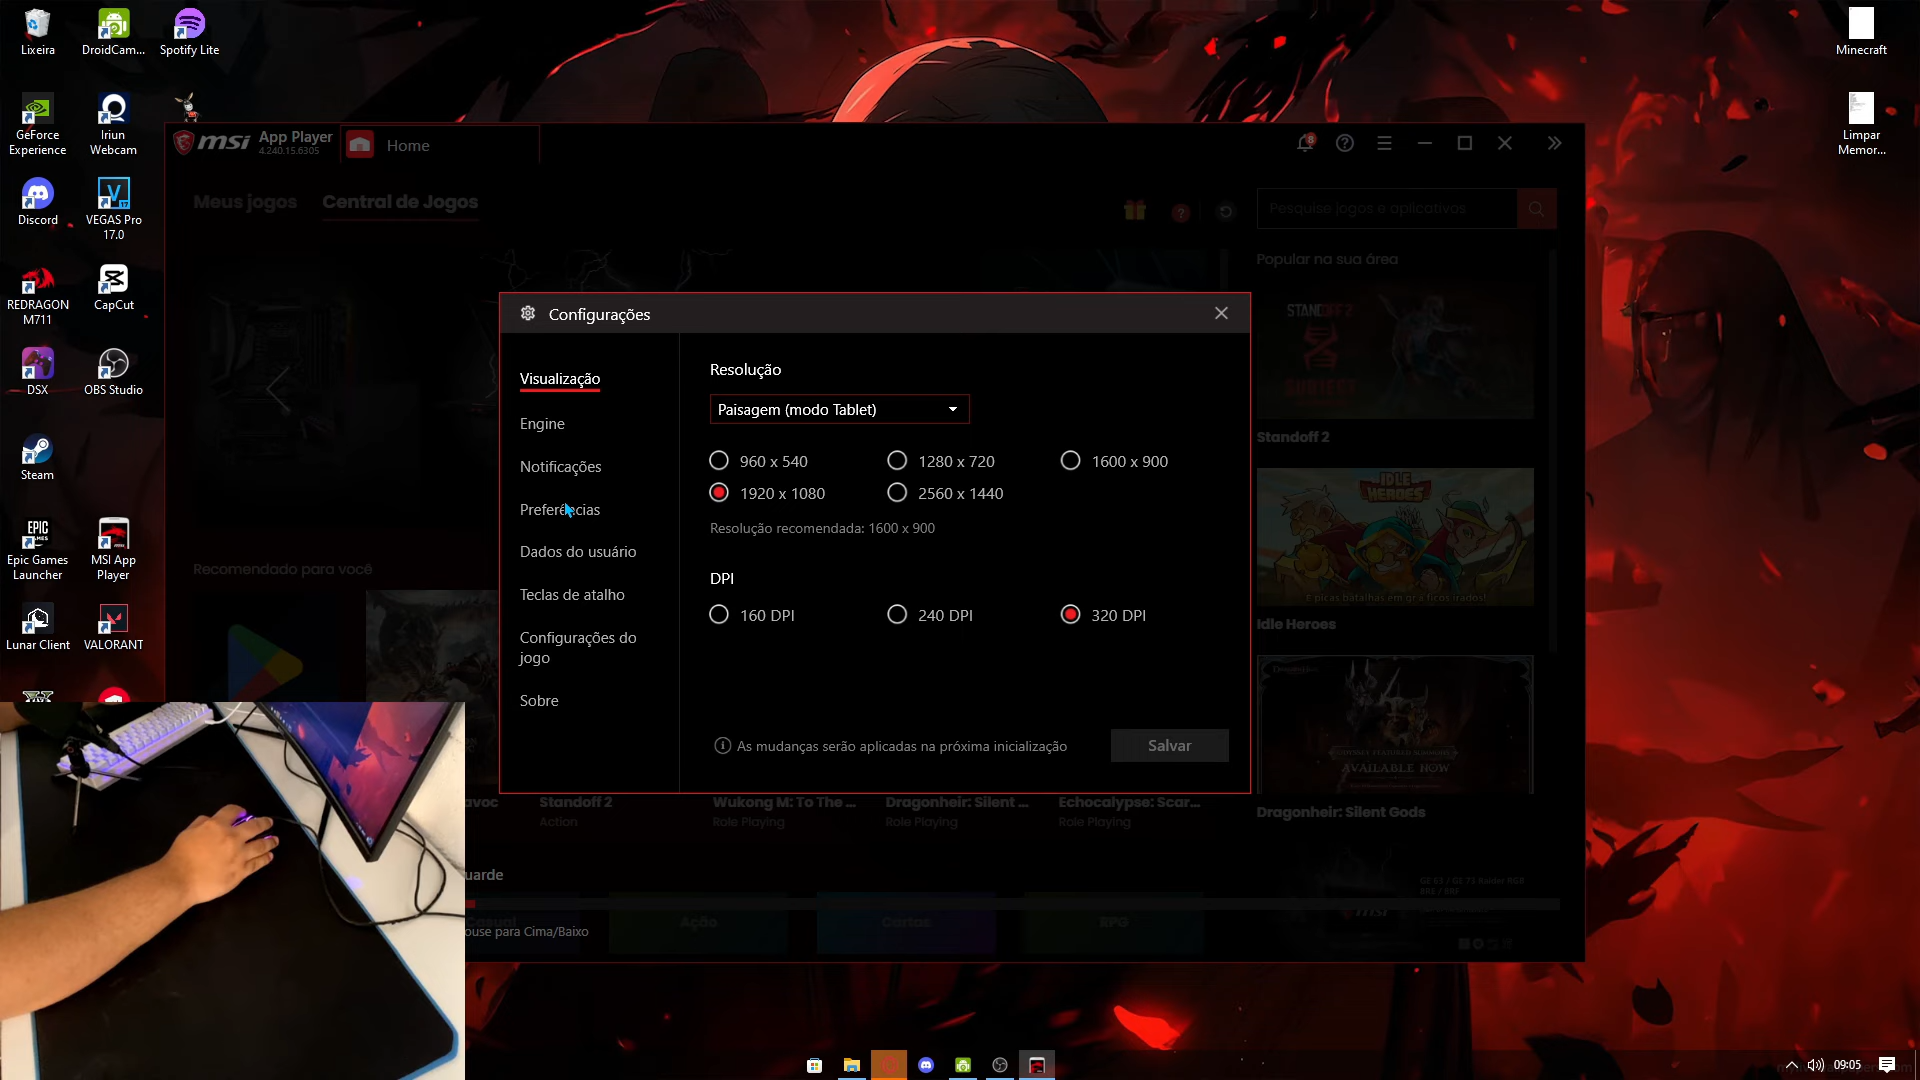 Lixeira
DroidCam...
Spotify Lite
Minecraft
GeForce
Experience
Iriun
Webcam
Limpar
Memor...
Discord
VEGAS Pro
17.0
REDRAGON
M711
CapCut
DSX
OBS Studio
Steam
EPIC
GAMES
Epic Games
Launcher
MSI App
Player
Lunar Client
VALORANT
msi
App Player
4.240.15.6305
Home
8
Meus jogos
Central de Jogos
Pesquise jogos e aplicativos
Popular na sua área
STANDOFF 2
Standoff 2
IDLE
HEROES
Épicas batalhas em gráficos irados!
Idle Heroes
AVAILABLE NOW
Dragonheir: Silent Gods
Recomendado para você
Configurações
Visualização
Engine
Notificações
Preferências
Dados do usuário
Teclas de atalho
Configurações do
jogo
Sobre
Resolução
Paisagem (modo Tablet)
960 x 540
1280 x 720
1600 x 900
1920 x 1080
2560 x 1440
Resolução recomendada: 1600 x 900
DPI
160 DPI
240 DPI
320 DPI
As mudanças serão aplicadas na próxima inicialização
Salvar
avoc
Standoff 2
Action
Wukong M: To The ...
Role Playing
Dragonheir: Silent ...
Role Playing
Echocalypse: Scar...
Role Playing
uarde
Casual
Ação
Cartas
RPG
ouse para Cima/Baixo
msi
09:05